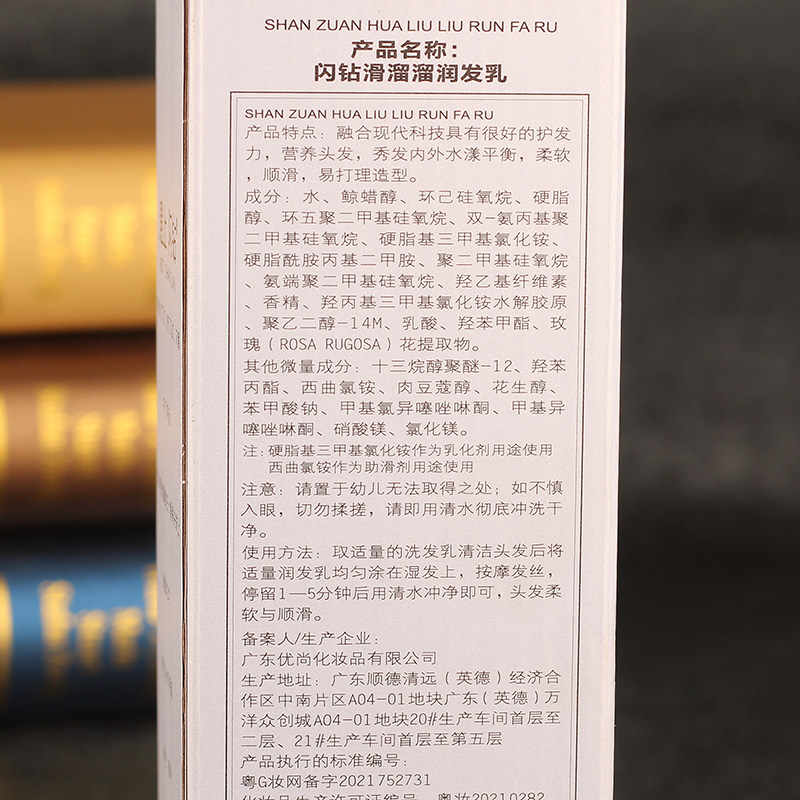 SHAN ZUAN HUA LIU LIU RUN FA RU
产品名称：
闪钻滑溜溜润发乳
SHAN ZUAN HUA LIU LIU RUN FA RU
产品特点：融合现代科技具有很好的护发
力，营养头发，秀发内外水漾平衡，柔软
，顺滑，易打理造型。
成分：水、鲸蜡醇、环己硅氧烷、硬脂
醇、环五聚二甲基硅氧烷、双-氨丙基聚
二甲基硅氧烷、硬脂基三甲基氯化铵、
硬脂酰胺丙基二甲胺、聚二甲基硅氧烷
、氨端聚二甲基硅氧烷、羟乙基纤维素
、香精、羟丙基三甲基氯化铵水解胶原
、聚乙二醇-14M、乳酸、羟苯甲酯、玫
瑰（ROSA RUGOSA）花提取物。
其他微量成分：十三烷醇聚醚-12、羟苯
丙酯、西曲氯铵、肉豆蔻醇、花生醇、
苯甲酸钠、甲基氯异噻唑啉酮、甲基异
噻唑啉酮、硝酸镁、氯化镁。
注：硬脂基三甲基氯化铵作为乳化剂用途使用
西曲氯铵作为助滑剂用途使用
注意：请置于幼儿无法取得之处；如不慎
入眼，切勿揉搓，请即用清水彻底冲洗干
净。
使用方法：取适量的洗发乳清洁头发后将
适量润发乳均匀涂在湿发上，按摩发丝，
停留1—5分钟后用清水冲净即可，头发柔
软与顺滑。
备案人/生产企业：
广东优尚化妆品有限公司
生产地址：广东顺德清远（英德）经济合
作区中南片区A04-01地块广东（英德）万
洋众创城A04-01地块20#生产车间首层至
二层、21#生产车间首层至第五层
产品执行的标准编号：
粤G妆网备字2021752731
化妆品生产许可证编号：粤妆20210282